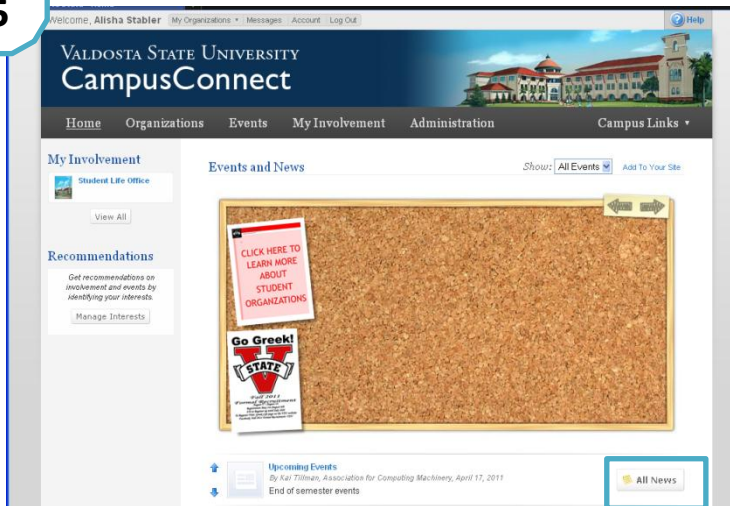 5
Welcome, Alisha Stabler My Organizations Messages Account Log Out Help
VALDOSTA STATE UNIVERSITY
CampusConnect
Home Organizations Events My Involvement Administration Campus Links
My Involvement
Student Life Office
View All
Recommendations
Get recommendations on
involvement and events by
identifying your interests.
Manage Interests
Events and News Show: All Events Add To Your Site
CLICK HERE TO
LEARN MORE
ABOUT
STUDENT
ORGANZATIONS
Go Greek!
V
STATE
Fall 2011
Formal Recruitment
Upcoming Events
By Kai Tillman, Association for Computing Machinery, April 17, 2011
End of semester events
All News